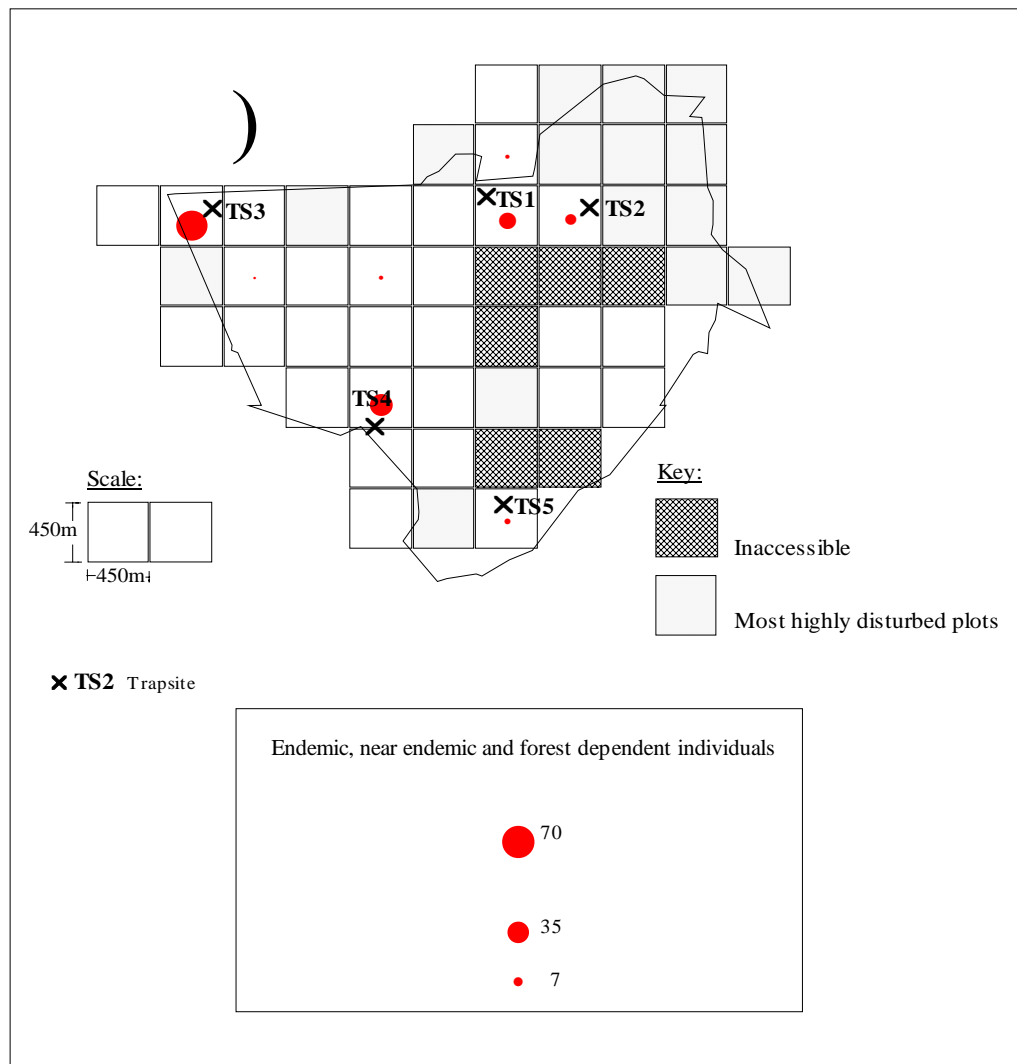 )
TS1
TS3
TS2
TS4
Scale:
Key:
TS5
450m
Inaccessible
450m
Most highly disturbed plots
TS2 Trapsite
Endemic, near endemic and forest dependent individuals
70
35
7